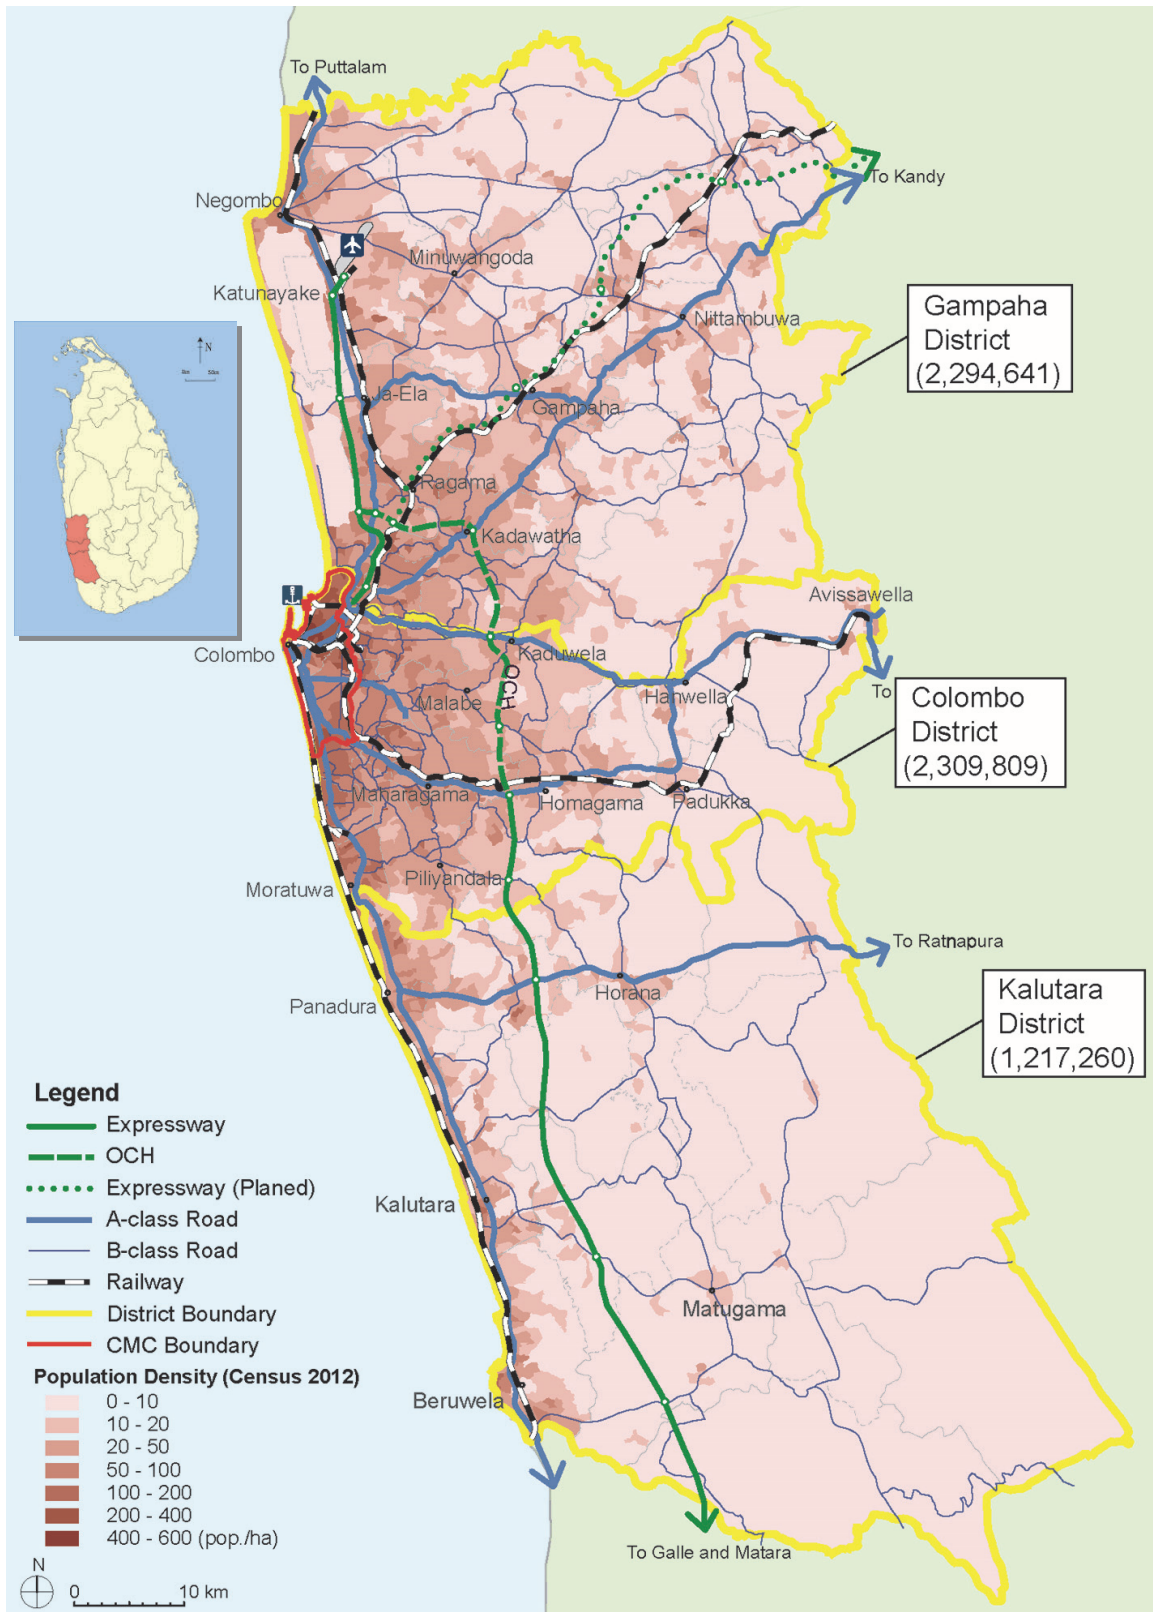 To Puttalam
To Kandy
Negombo
Minuwangoda
Katunayake
Nittambuwa
Gampaha
District
(2,294,641)
N
Ja-Ela
Gampaha
Ragama
Kadawatha
Avissawella
Colombo
Kaduwela
OCH
Malabe
Hanwella
To
Colombo
District
(2,309,809)
Maharagama
Homagama
Padukka
Moratuwa
Piliyandala
To Ratnapura
Panadura
Horana
Kalutara
District
(1,217,260)
Legend
Expressway
OCH
Expressway (Planed)
A-class Road
B-class Road
Railway
District Boundary
CMC Boundary
Population Density (Census 2012)
0 - 10
10 - 20
20 - 50
50 - 100
100 - 200
200 - 400
400 - 600 (pop./ha)
Kalutara
Matugama
Beruwela
To Galle and Matara
N
0 10 km